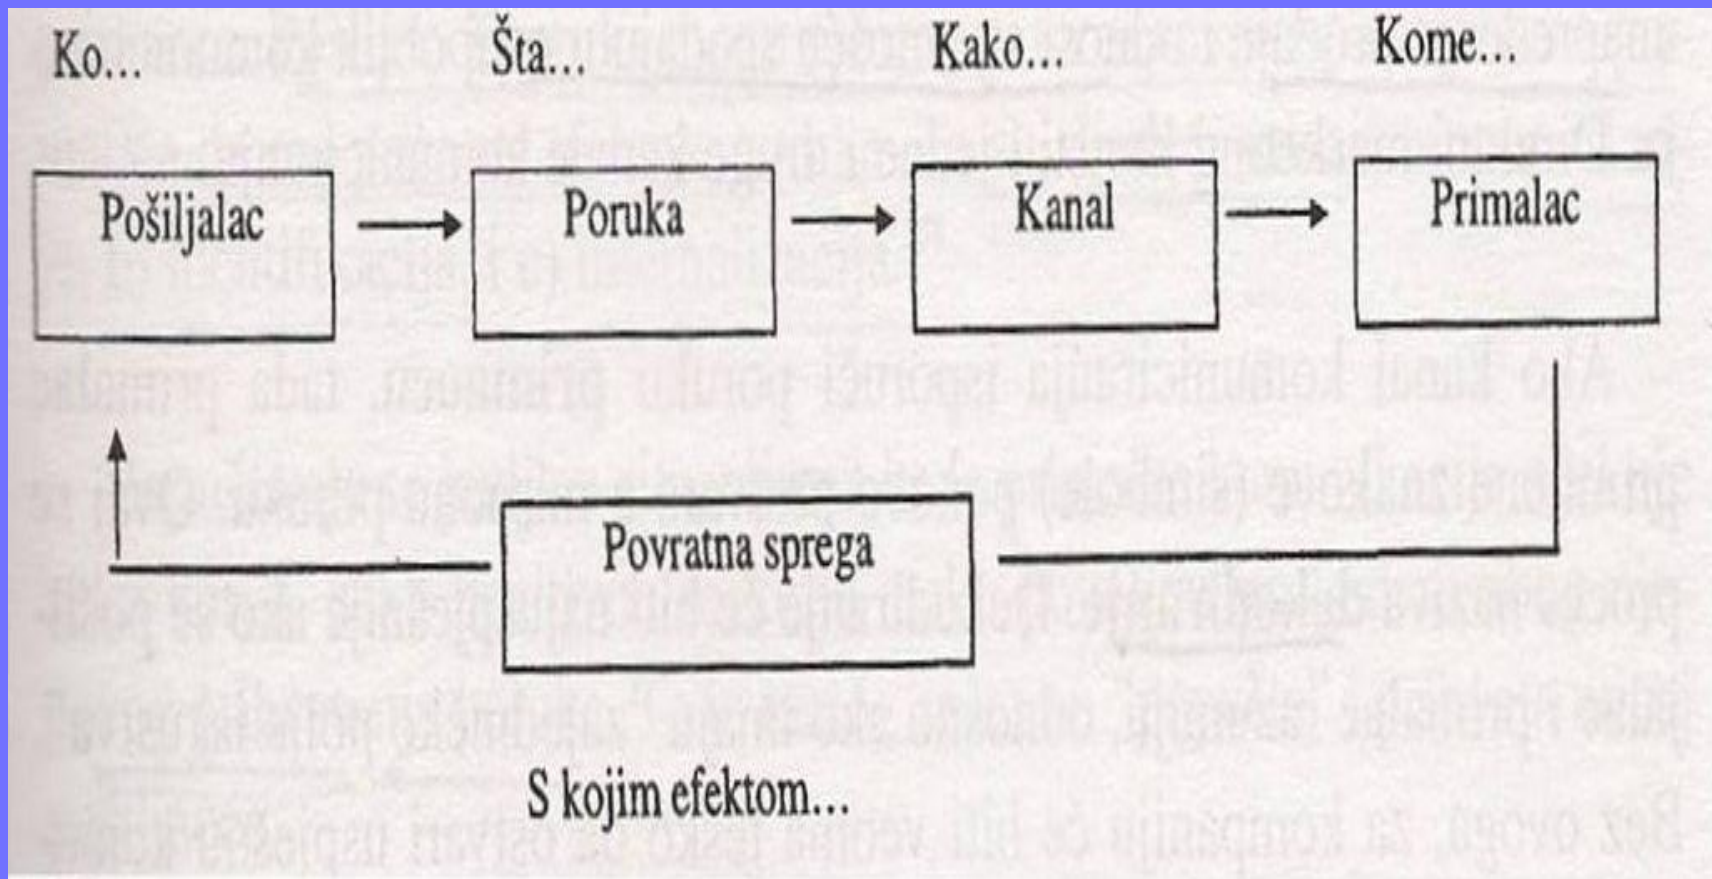 Ko...
Šta...
Kako...
Kome...
Pošiljalac
Poruka
Kanal
Primalac
Povratna sprega
S kojim efektom...